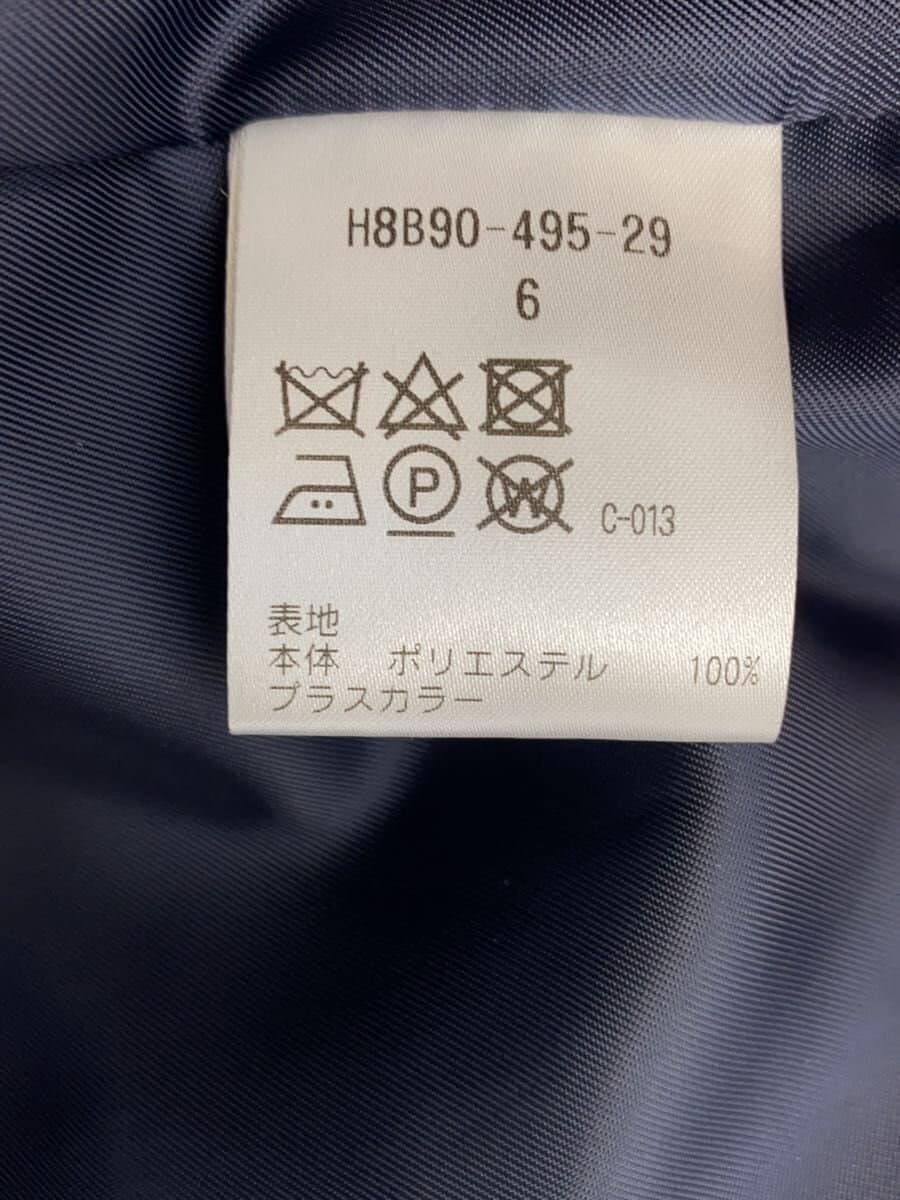 H8B90-495-29
6
P W C-013
表地
本体 ポリエステル 100%
プラスカラー